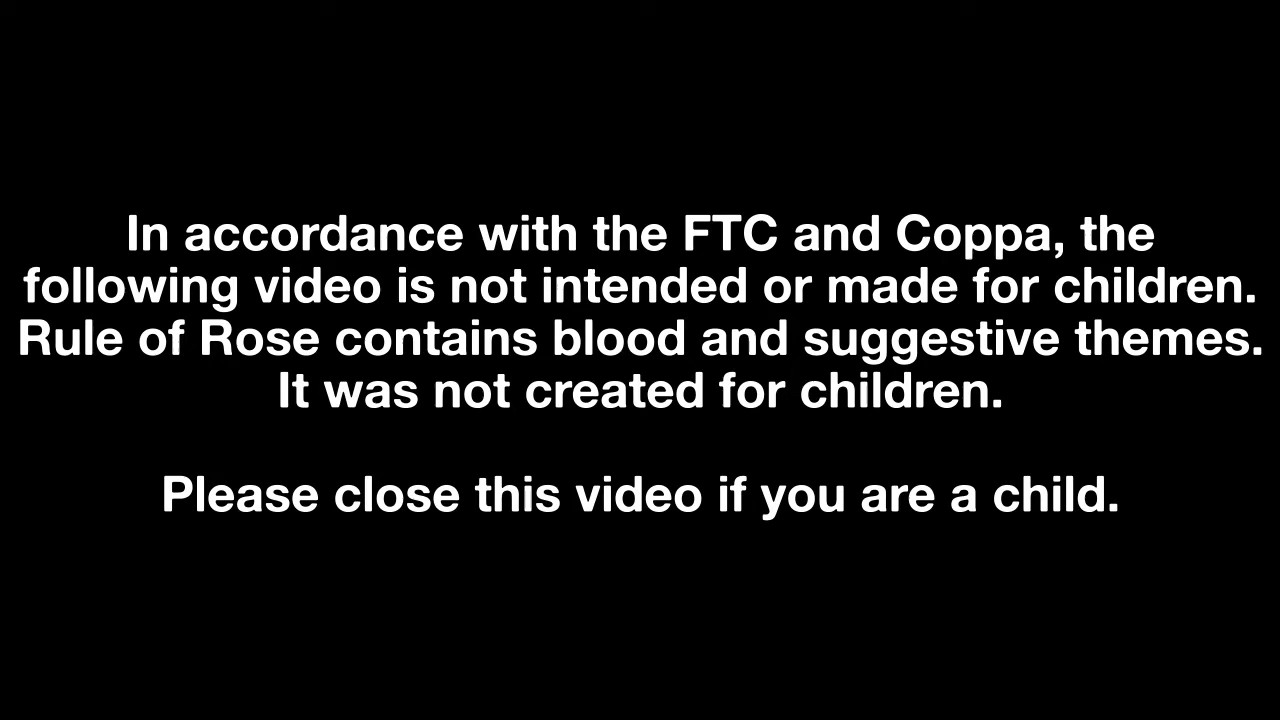 In accordance with the FTC and Coppa, the
following video is not intended or made for children.
Rule of Rose contains blood and suggestive themes.
It was not created for children.
Please close this video if you are a child.